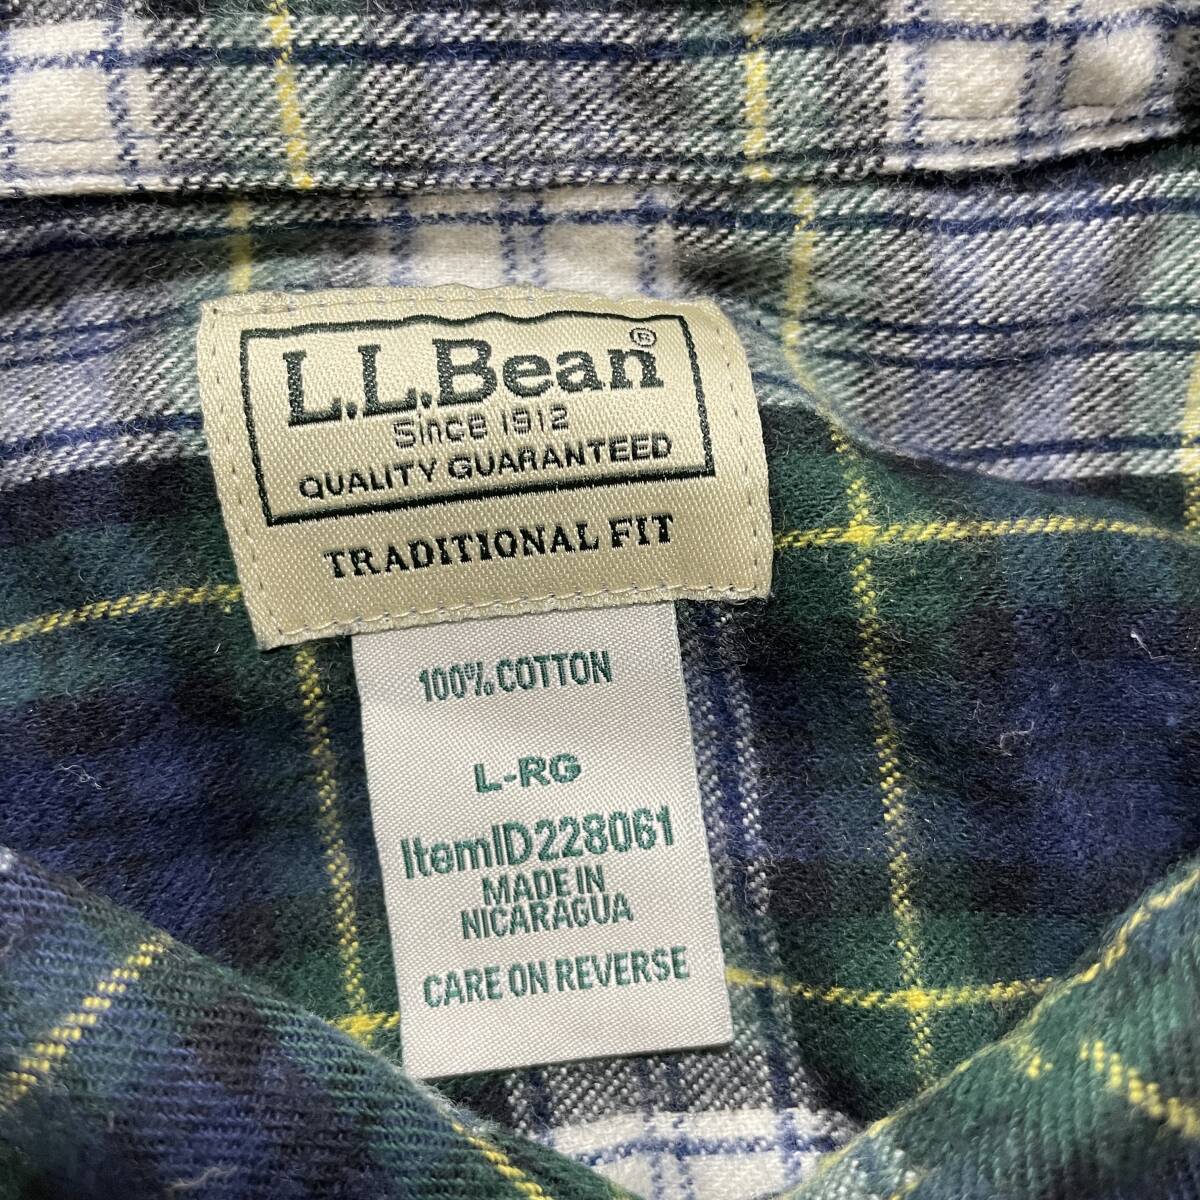 L.L.Bean®
Since 1912
QUALITY GUARANTEED
TRADITIONAL FIT
100% COTTON
L-RG
ItemID228061
MADE IN
NICARAGUA
CARE ON REVERSE